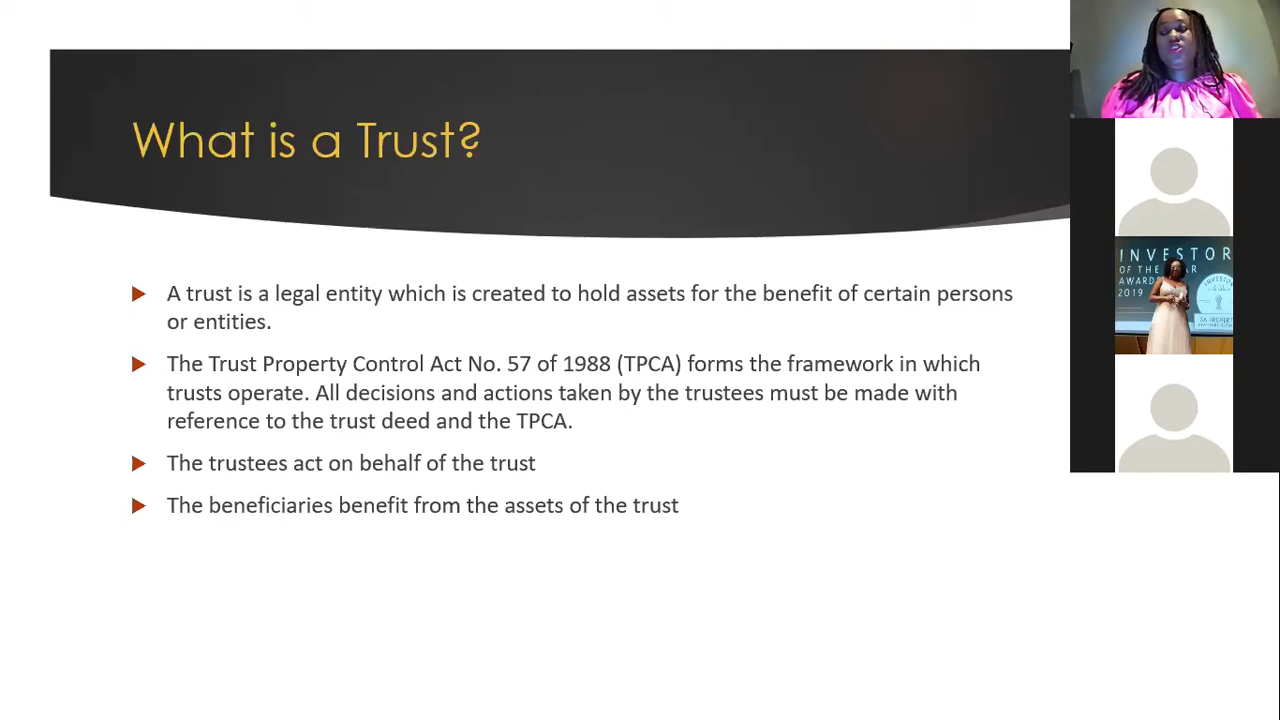 What is a Trust?
A trust is a legal entity which is created to hold assets for the benefit of certain persons
or entities.
The Trust Property Control Act No. 57 of 1988 (TPCA) forms the framework in which
trusts operate. All decisions and actions taken by the trustees must be made with
reference to the trust deed and the TPCA.
The trustees act on behalf of the trust
The beneficiaries benefit from the assets of the trust
INVESTOR
OF THE
2019